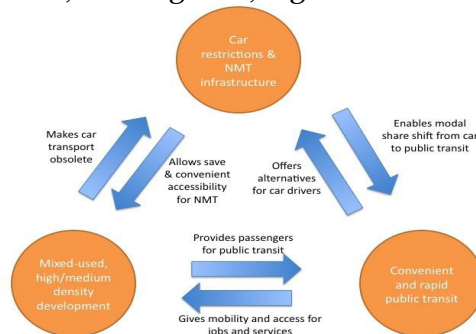 Car
restrictions &
NMT
infrastructure
Makes car
transport
obsolete
Allows save
& convenient
accessibility
for NMT
Offers
alternatives
for car drivers
Enables modal
share shift from car
to public transit
Mixed-used,
high/medium
density
development
Provides passengers
for public transit
Gives mobility and access for
jobs and services
Convenient
and rapid
public transit